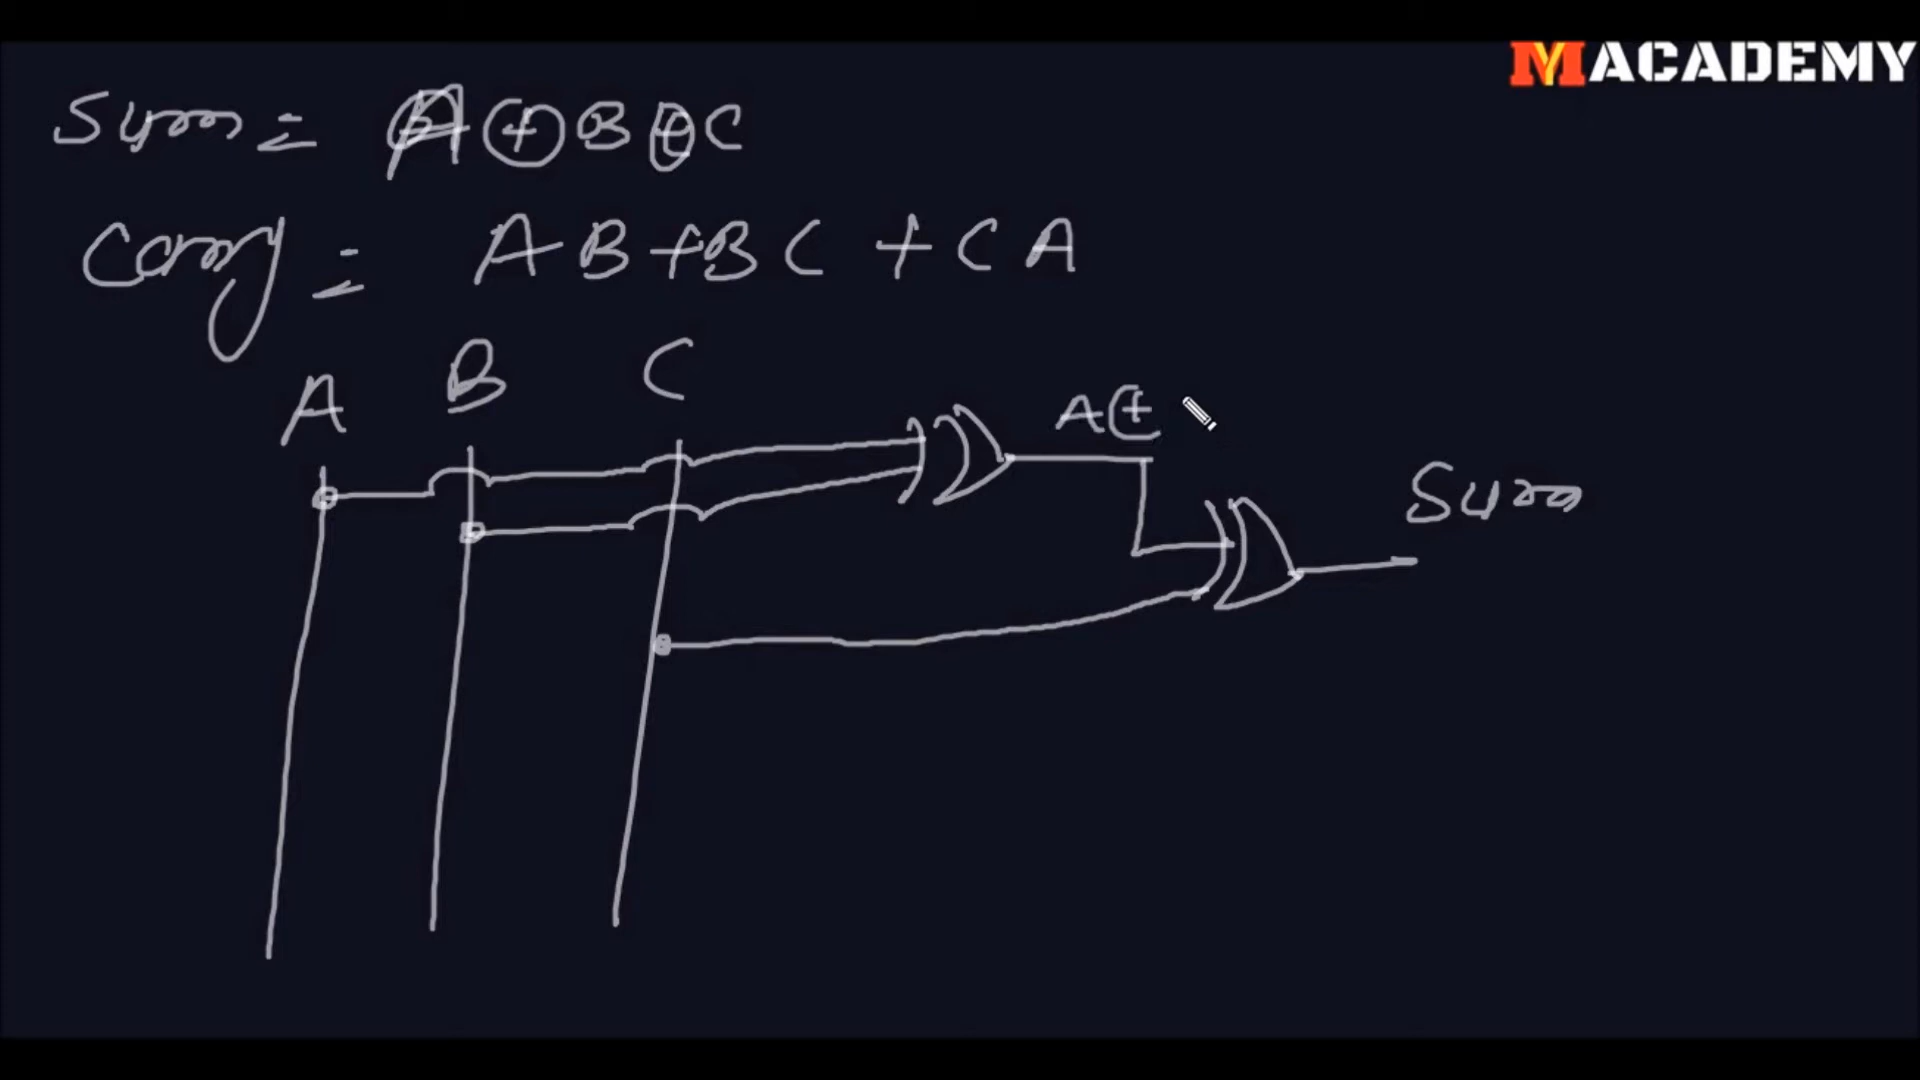 MACADEMY
Sum = A ⊕ B ⊕ C
Carry = AB + BC + CA
A B C
A ⊕
Sum